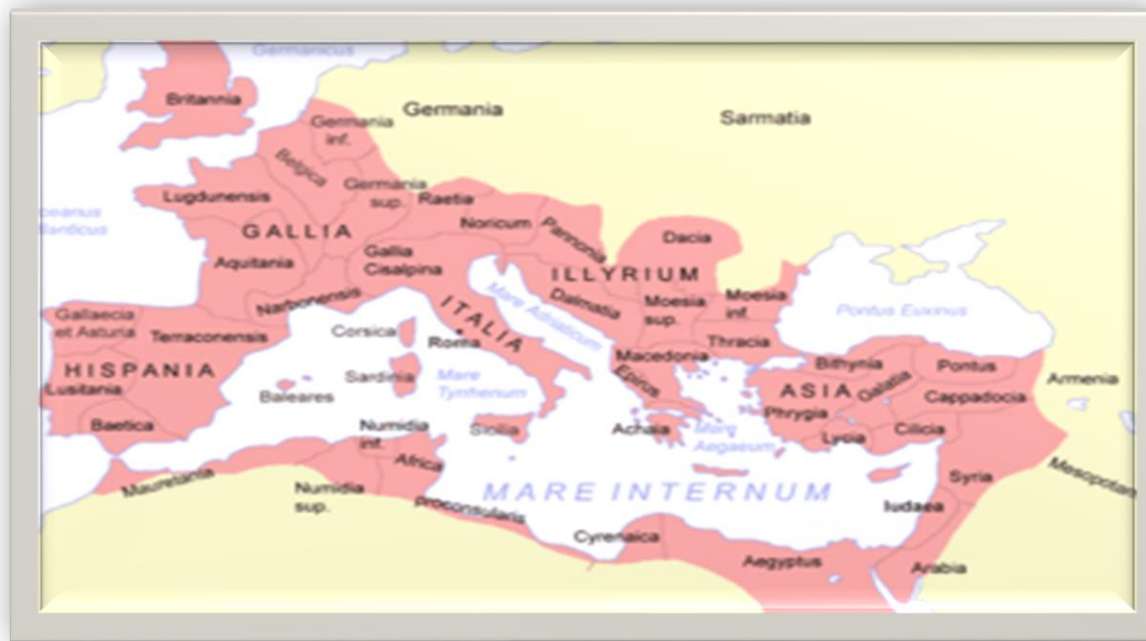 Germanicus
Britannia
Germania
Sarmatia
Germania
inf.
Belgica
Germania
sup.
Raetia
Lugdunensis
Noricum
Pannonia
Dacia
GALLIA
Gallia
Cisalpina
Aquitania
ILLYRIUM
Narbonensis
ITALIA
Mare Adriaticum
Dalmatia
Moesia
sup.
Moesia
inf.
Pontus Euxinus
Gallaecia
et Asturia
Terraconensis
Corsica
Roma
Thracia
Macedonia
Epirus
Bithynia
Pontus
HISPANIA
Lusitania
Sardinia
Mare
Tyrrhenum
ASIA
Galatia
Armenia
Cappadocia
Baleares
Phrygia
Baetica
Numidia
inf.
Sicilia
Achaia
Mare
Aegaeum
Lycia
Cilicia
Africa
Proconsularis
Mauretania
Numidia
sup.
MARE INTERNUM
Syria
Mesopotam
Iudaea
Cyrenaica
Aegyptus
Arabia